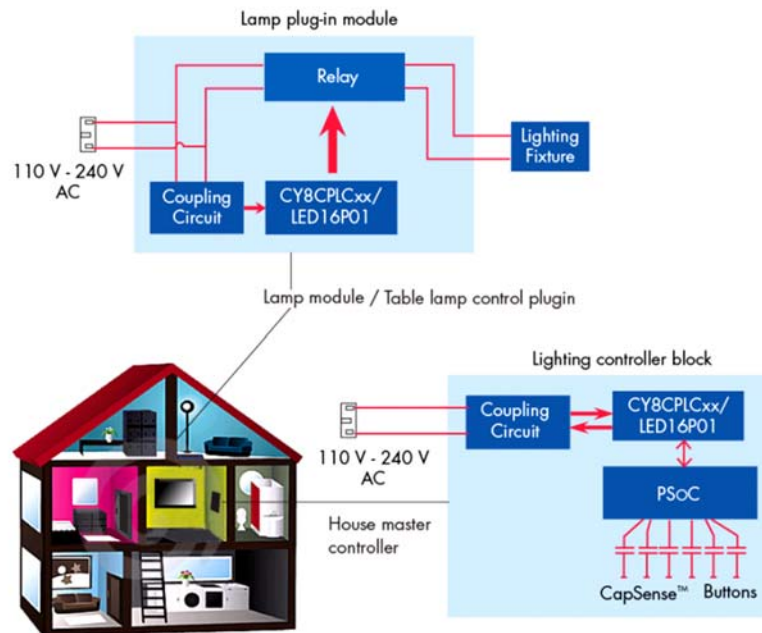 Lamp plug-in module
Relay
110 V - 240 V
AC
Coupling
Circuit
CY8CPLCxx/
LED16P01
Lighting
Fixture
Lamp module / Table lamp control plugin
Lighting controller block
110 V - 240 V
AC
Coupling
Circuit
CY8CPLCxx/
LED16P01
PSoC
CapSense™ Buttons
House master
controller